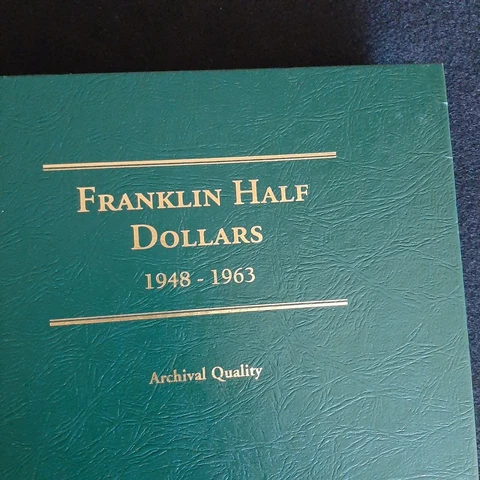 Franklin Half
Dollars
1948 - 1963
Archival Quality